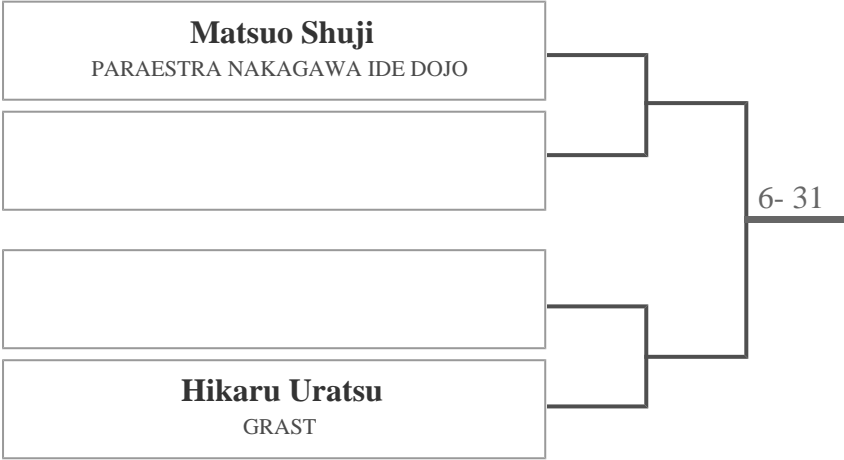 Matsuo Shuji
PARAESTRA NAKAGAWA IDE DOJO
6- 31
Hikaru Uratsu
GRAST